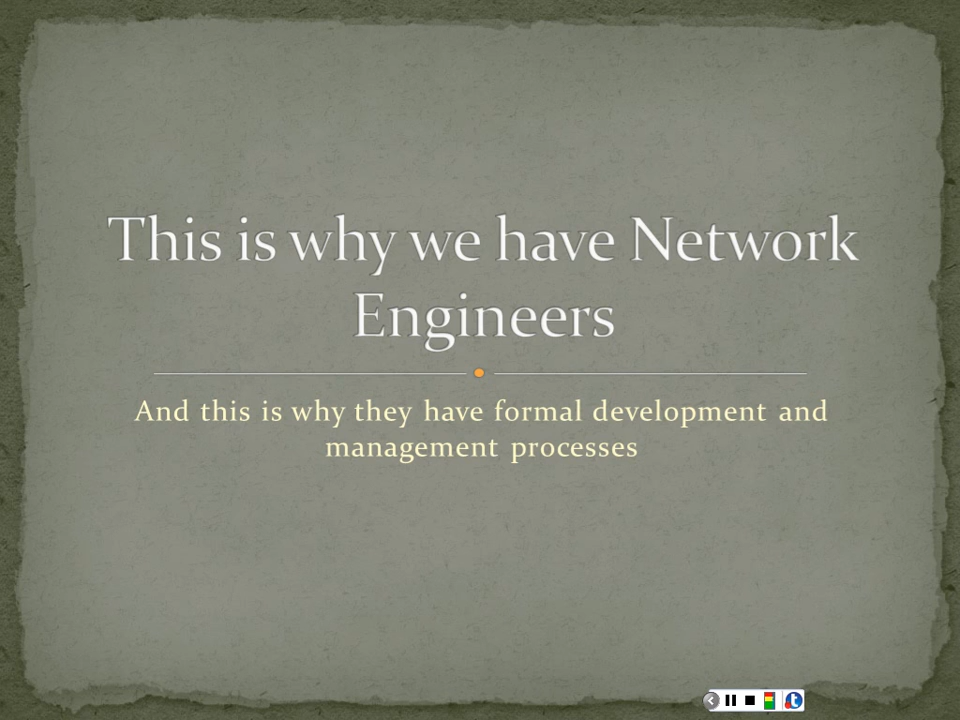 This is why we have Network
Engineers
And this is why they have formal development and
management processes